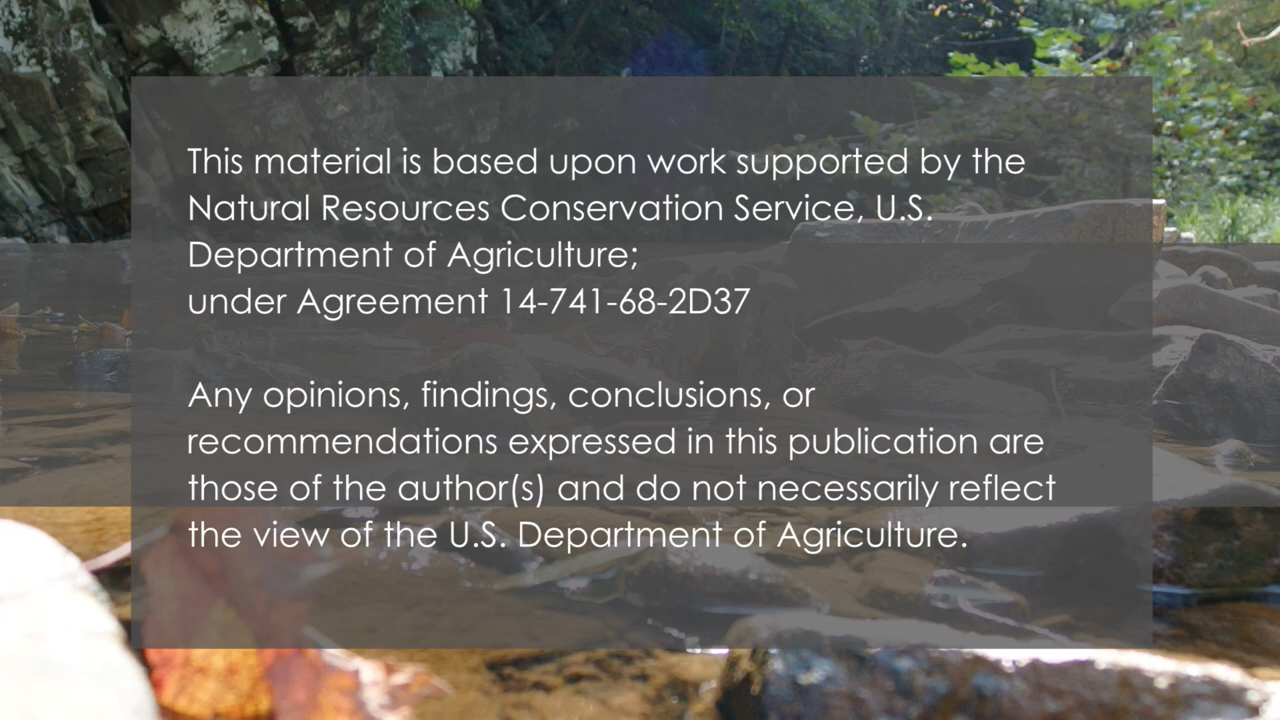 This material is based upon work supported by the
Natural Resources Conservation Service, U.S.
Department of Agriculture;
under Agreement 14-741-68-2D37
Any opinions, findings, conclusions, or
recommendations expressed in this publication are
those of the author(s) and do not necessarily reflect
the view of the U.S. Department of Agriculture.